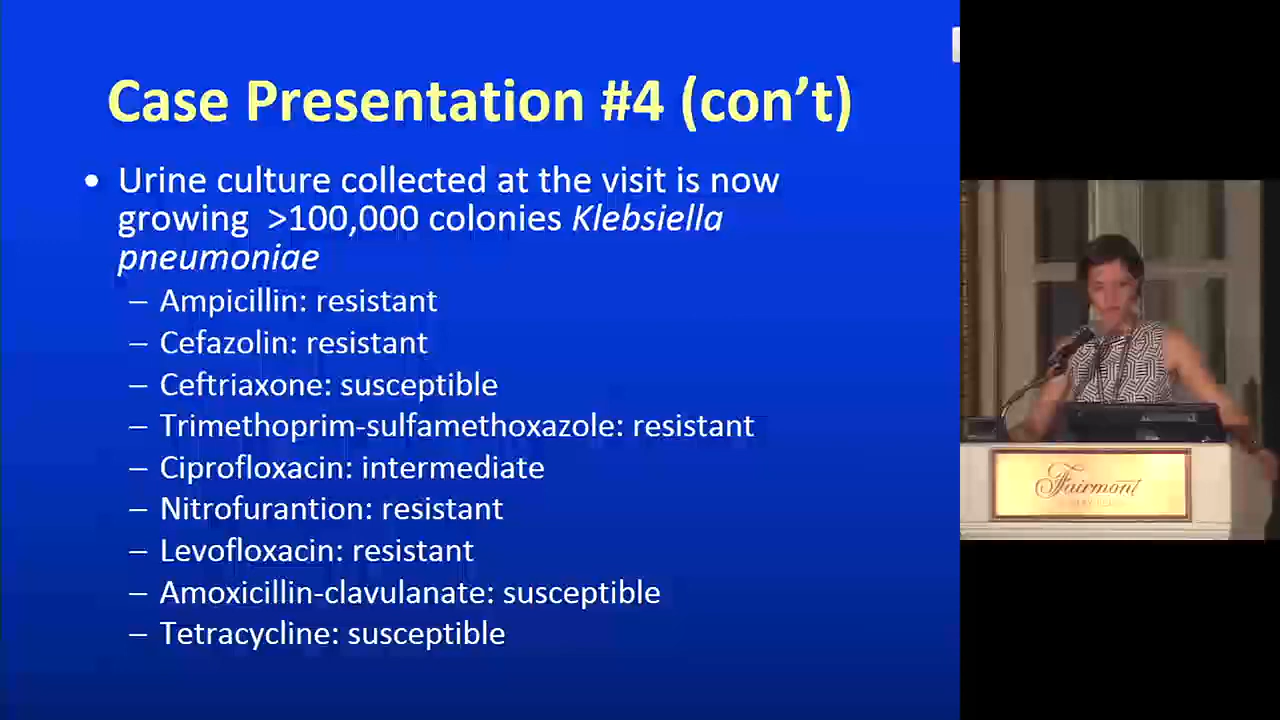 Case Presentation #4 (con’t)
• Urine culture collected at the visit is now
growing >100,000 colonies Klebsiella
pneumoniae
– Ampicillin: resistant
– Cefazolin: resistant
– Ceftriaxone: susceptible
– Trimethoprim-sulfamethoxazole: resistant
– Ciprofloxacin: intermediate
– Nitrofurantion: resistant
– Levofloxacin: resistant
– Amoxicillin-clavulanate: susceptible
– Tetracycline: susceptible
Fairmont